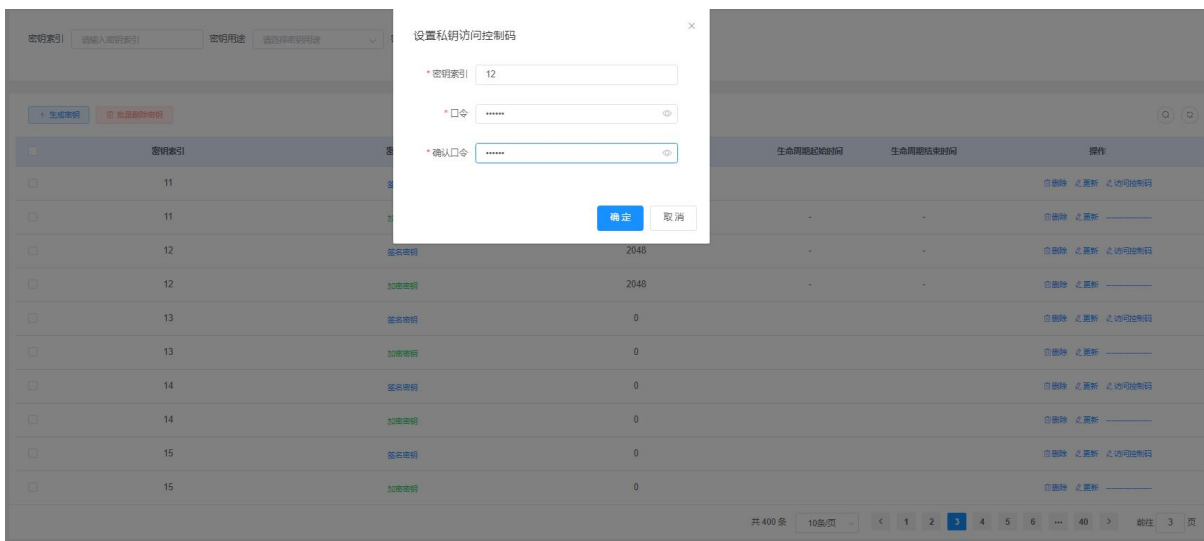 设置私钥访问控制码
* 密钥索引 12
* 口令 ••••••
* 确认口令 ••••••
确定 取消
密钥索引 请输入密钥索引 密钥用途 请选择密钥用途
+ 生成密钥 批量删除密钥
密钥索引 生命周期起始时间 生命周期结束时间 操作
11 删除 更新 访问控制码
11 - - 删除 更新 ————
12 签名密钥 2048 - - 删除 更新 访问控制码
12 加密密钥 2048 - - 删除 更新 ————
13 签名密钥 0 删除 更新 访问控制码
13 加密密钥 0 删除 更新 ————
14 签名密钥 0 删除 更新 访问控制码
14 加密密钥 0 删除 更新 ————
15 签名密钥 0 删除 更新 访问控制码
15 加密密钥 0 删除 更新 ————
共 400 条 10条/页 < 1 2 3 4 5 6 ··· 40 > 前往 3 页